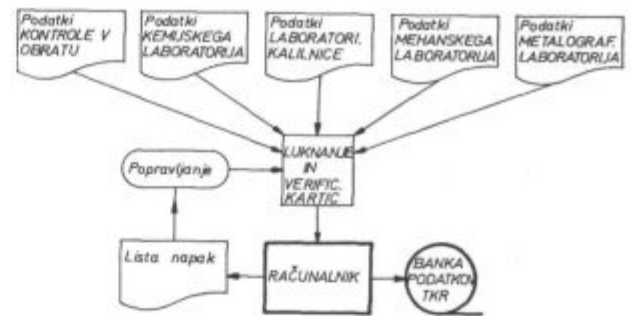 Podatki
KONTROLE V
OBRATU
Podatki
KEMIJSKEGA
LABORATORIJA
Podatki
LABORATORI.
KALILNICE
Podatki
MEHANSKEGA
LABORATORIJA
Podatki
METALOGRAF.
LABORATORIJA
LUKNANJE
IN
VERIFIC.
KARTIC
Popravljanje
Lista napak
RAČUNALNIK
BANKA
PODATKOV
TKR